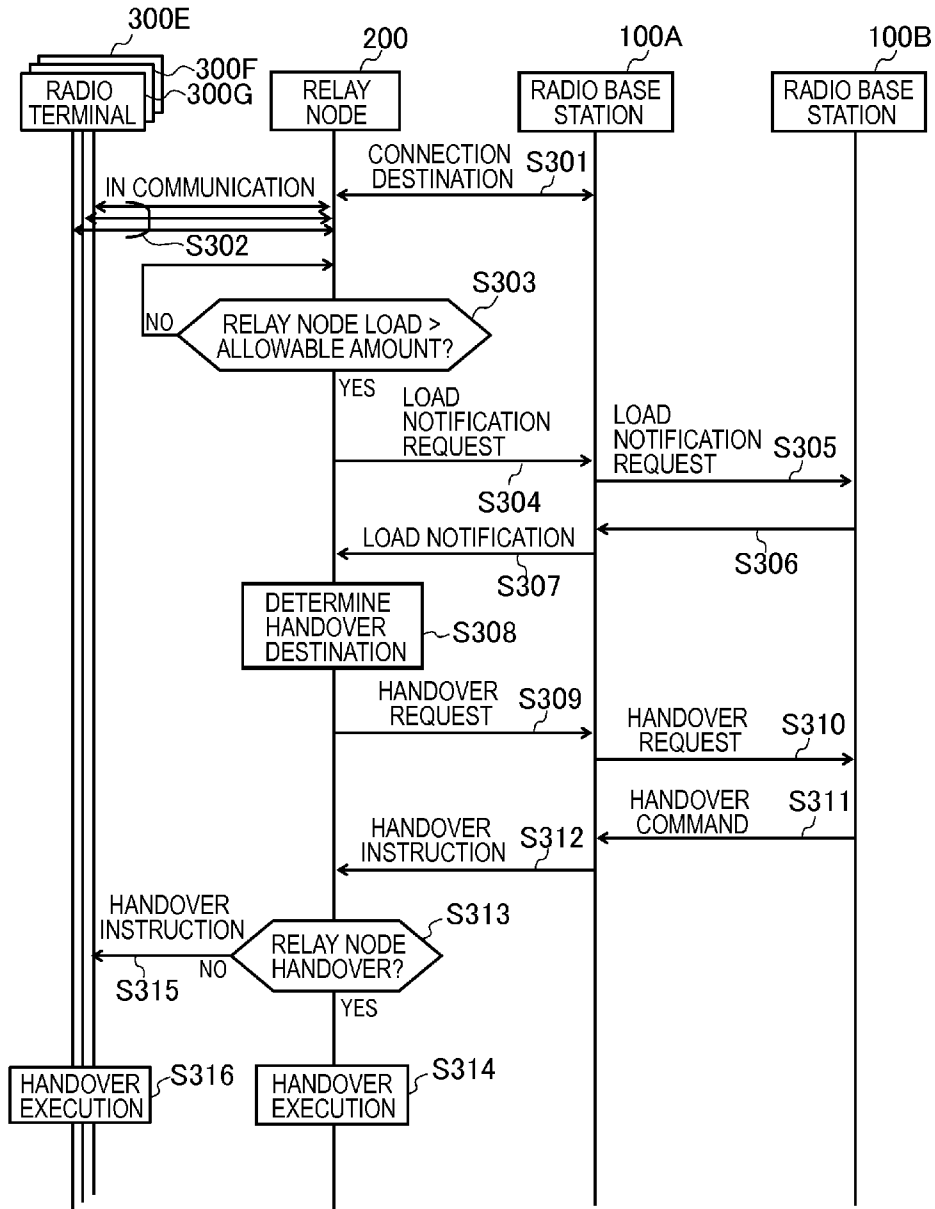 300E
300F
300G
RADIO
TERMINAL
200
RELAY
NODE
100A
RADIO BASE
STATION
100B
RADIO BASE
STATION
CONNECTION
DESTINATION
S301
IN COMMUNICATION
S302
S303
NO
RELAY NODE LOAD >
ALLOWABLE AMOUNT?
YES
LOAD
NOTIFICATION
REQUEST
S304
LOAD
NOTIFICATION
REQUEST
S305
S306
LOAD NOTIFICATION
S307
DETERMINE
HANDOVER
DESTINATION
S308
HANDOVER
REQUEST
S309
HANDOVER
REQUEST
S310
HANDOVER
COMMAND
S311
HANDOVER
INSTRUCTION
S312
HANDOVER
INSTRUCTION
S315
NO
RELAY NODE
HANDOVER?
S313
YES
HANDOVER
EXECUTION
S316
HANDOVER
EXECUTION
S314